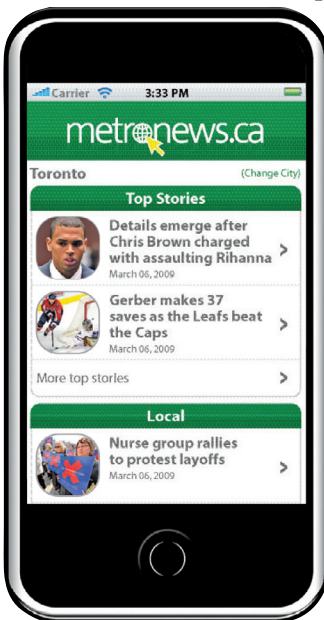 Carrier 3:33 PM
metronews.ca
Toronto (Change City)
Top Stories
Details emerge after
Chris Brown charged
with assaulting Rihanna
March 06, 2009
Gerber makes 37
saves as the Leafs beat
the Caps
March 06, 2009
More top stories
Local
Nurse group rallies
to protest layoffs
March 06, 2009